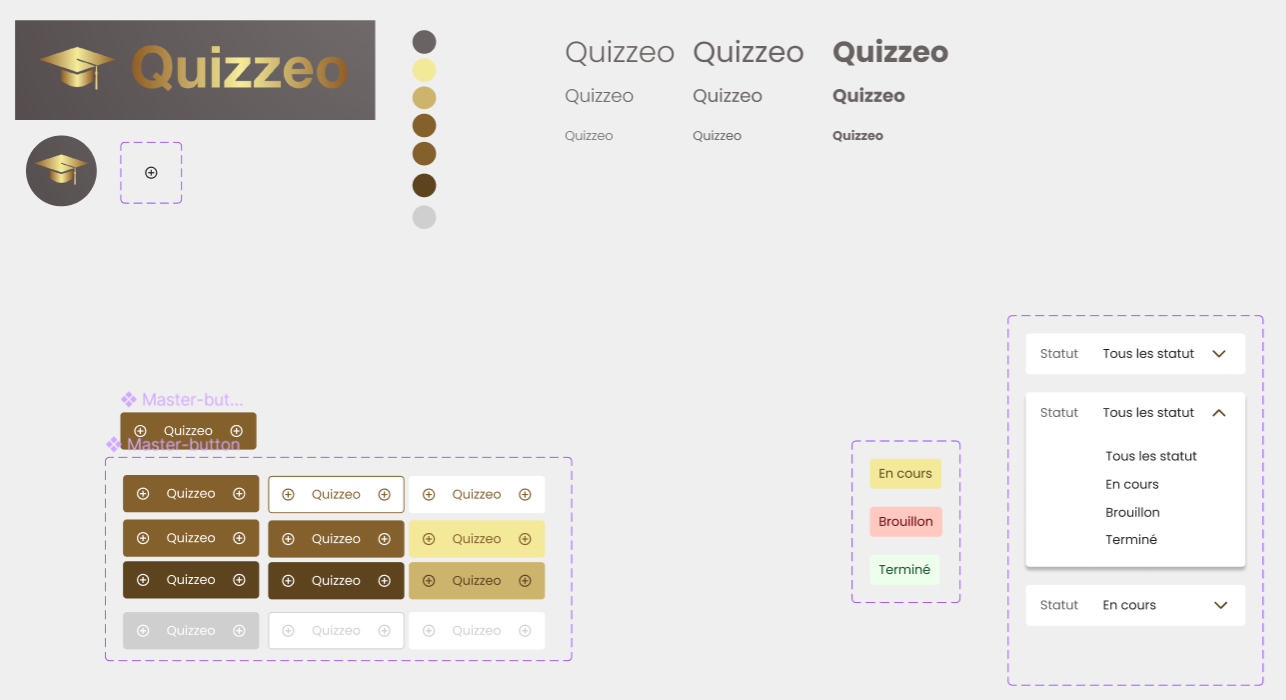 Quizzeo
Quizzeo Quizzeo Quizzeo
Quizzeo Quizzeo Quizzeo
Quizzeo Quizzeo Quizzeo
Master-but...
Quizzeo
Master-button
Quizzeo Quizzeo Quizzeo
Quizzeo Quizzeo Quizzeo
Quizzeo Quizzeo Quizzeo
Quizzeo Quizzeo Quizzeo
En cours
Brouillon
Terminé
Statut Tous les statut
Statut Tous les statut
Tous les statut
En cours
Brouillon
Terminé
Statut En cours